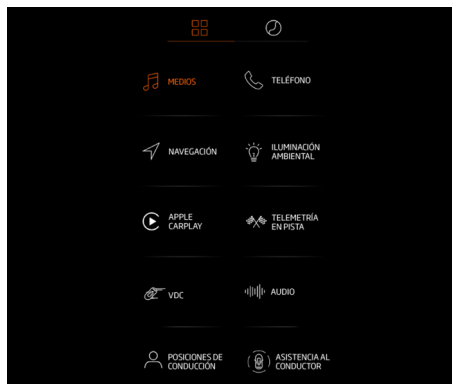 MEDIOS
TELÉFONO
NAVEGACIÓN
ILUMINACIÓN
AMBIENTAL
APPLE
CARPLAY
TELEMETRÍA
EN PISTA
VDC
AUDIO
POSICIONES DE
CONDUCCIÓN
ASISTENCIA AL
CONDUCTOR